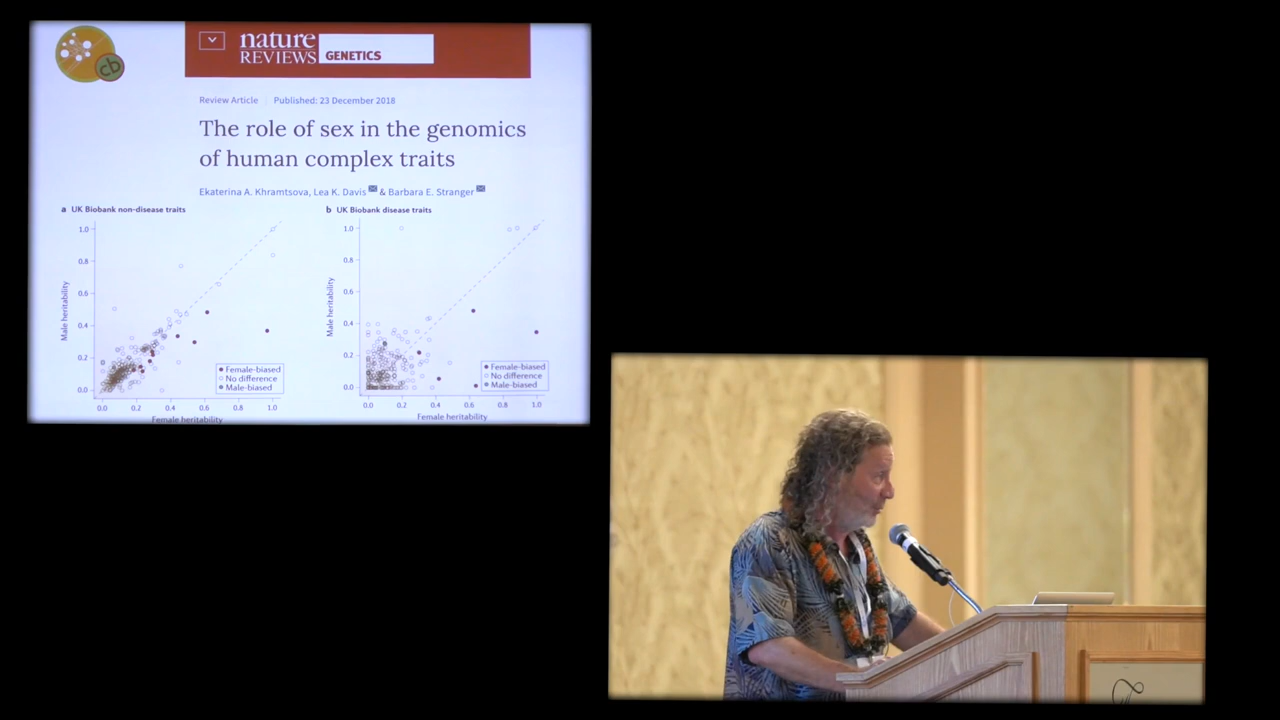 cb
nature
REVIEWS GENETICS
Review Article | Published: 23 December 2018
The role of sex in the genomics
of human complex traits
Ekaterina A. Khramtsova, Lea K. Davis & Barbara E. Stranger
a UK Biobank non-disease traits
1.0
0.8
0.6
0.4
0.2
0.0
Male heritability
Female-biased
No difference
Male-biased
0.0 0.2 0.4 0.6 0.8 1.0
Female heritability
b UK Biobank disease traits
1.0
0.8
0.6
0.4
0.2
0.0
Male heritability
Female-biased
No difference
Male-biased
0.0 0.2 0.4 0.6 0.8 1.0
Female heritability